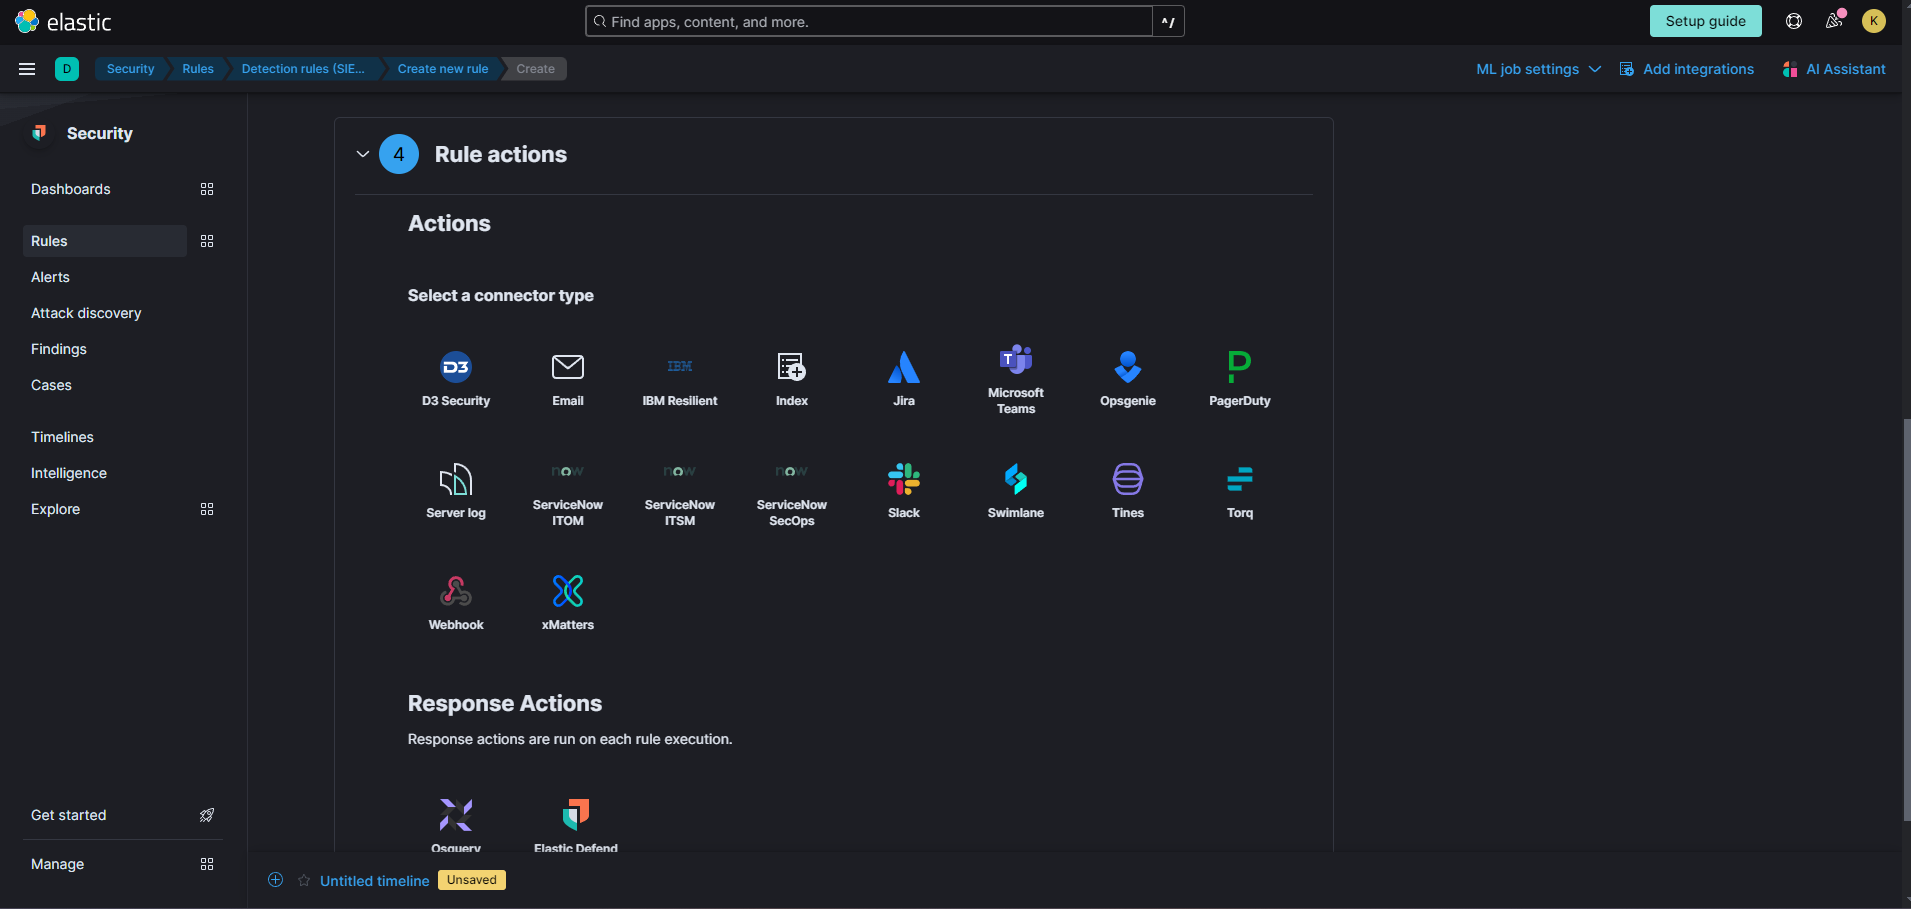 elastic
Find apps, content, and more.
^/
Setup guide
K
D
Security
Rules
Detection rules (SIE...
Create new rule
Create
ML job settings
Add integrations
AI Assistant
Security
Dashboards
Rules
Alerts
Attack discovery
Findings
Cases
Timelines
Intelligence
Explore
Get started
Manage
4
Rule actions
Actions
Select a connector type
D3
D3 Security
Email
IBM
IBM Resilient
Index
Jira
T
Microsoft
Teams
Opsgenie
P
PagerDuty
Server log
now
ServiceNow
ITOM
now
ServiceNow
ITSM
now
ServiceNow
SecOps
Slack
Swimlane
Tines
Torq
Webhook
xMatters
Response Actions
Response actions are run on each rule execution.
Osquery
Elastic Defend
Untitled timeline
Unsaved